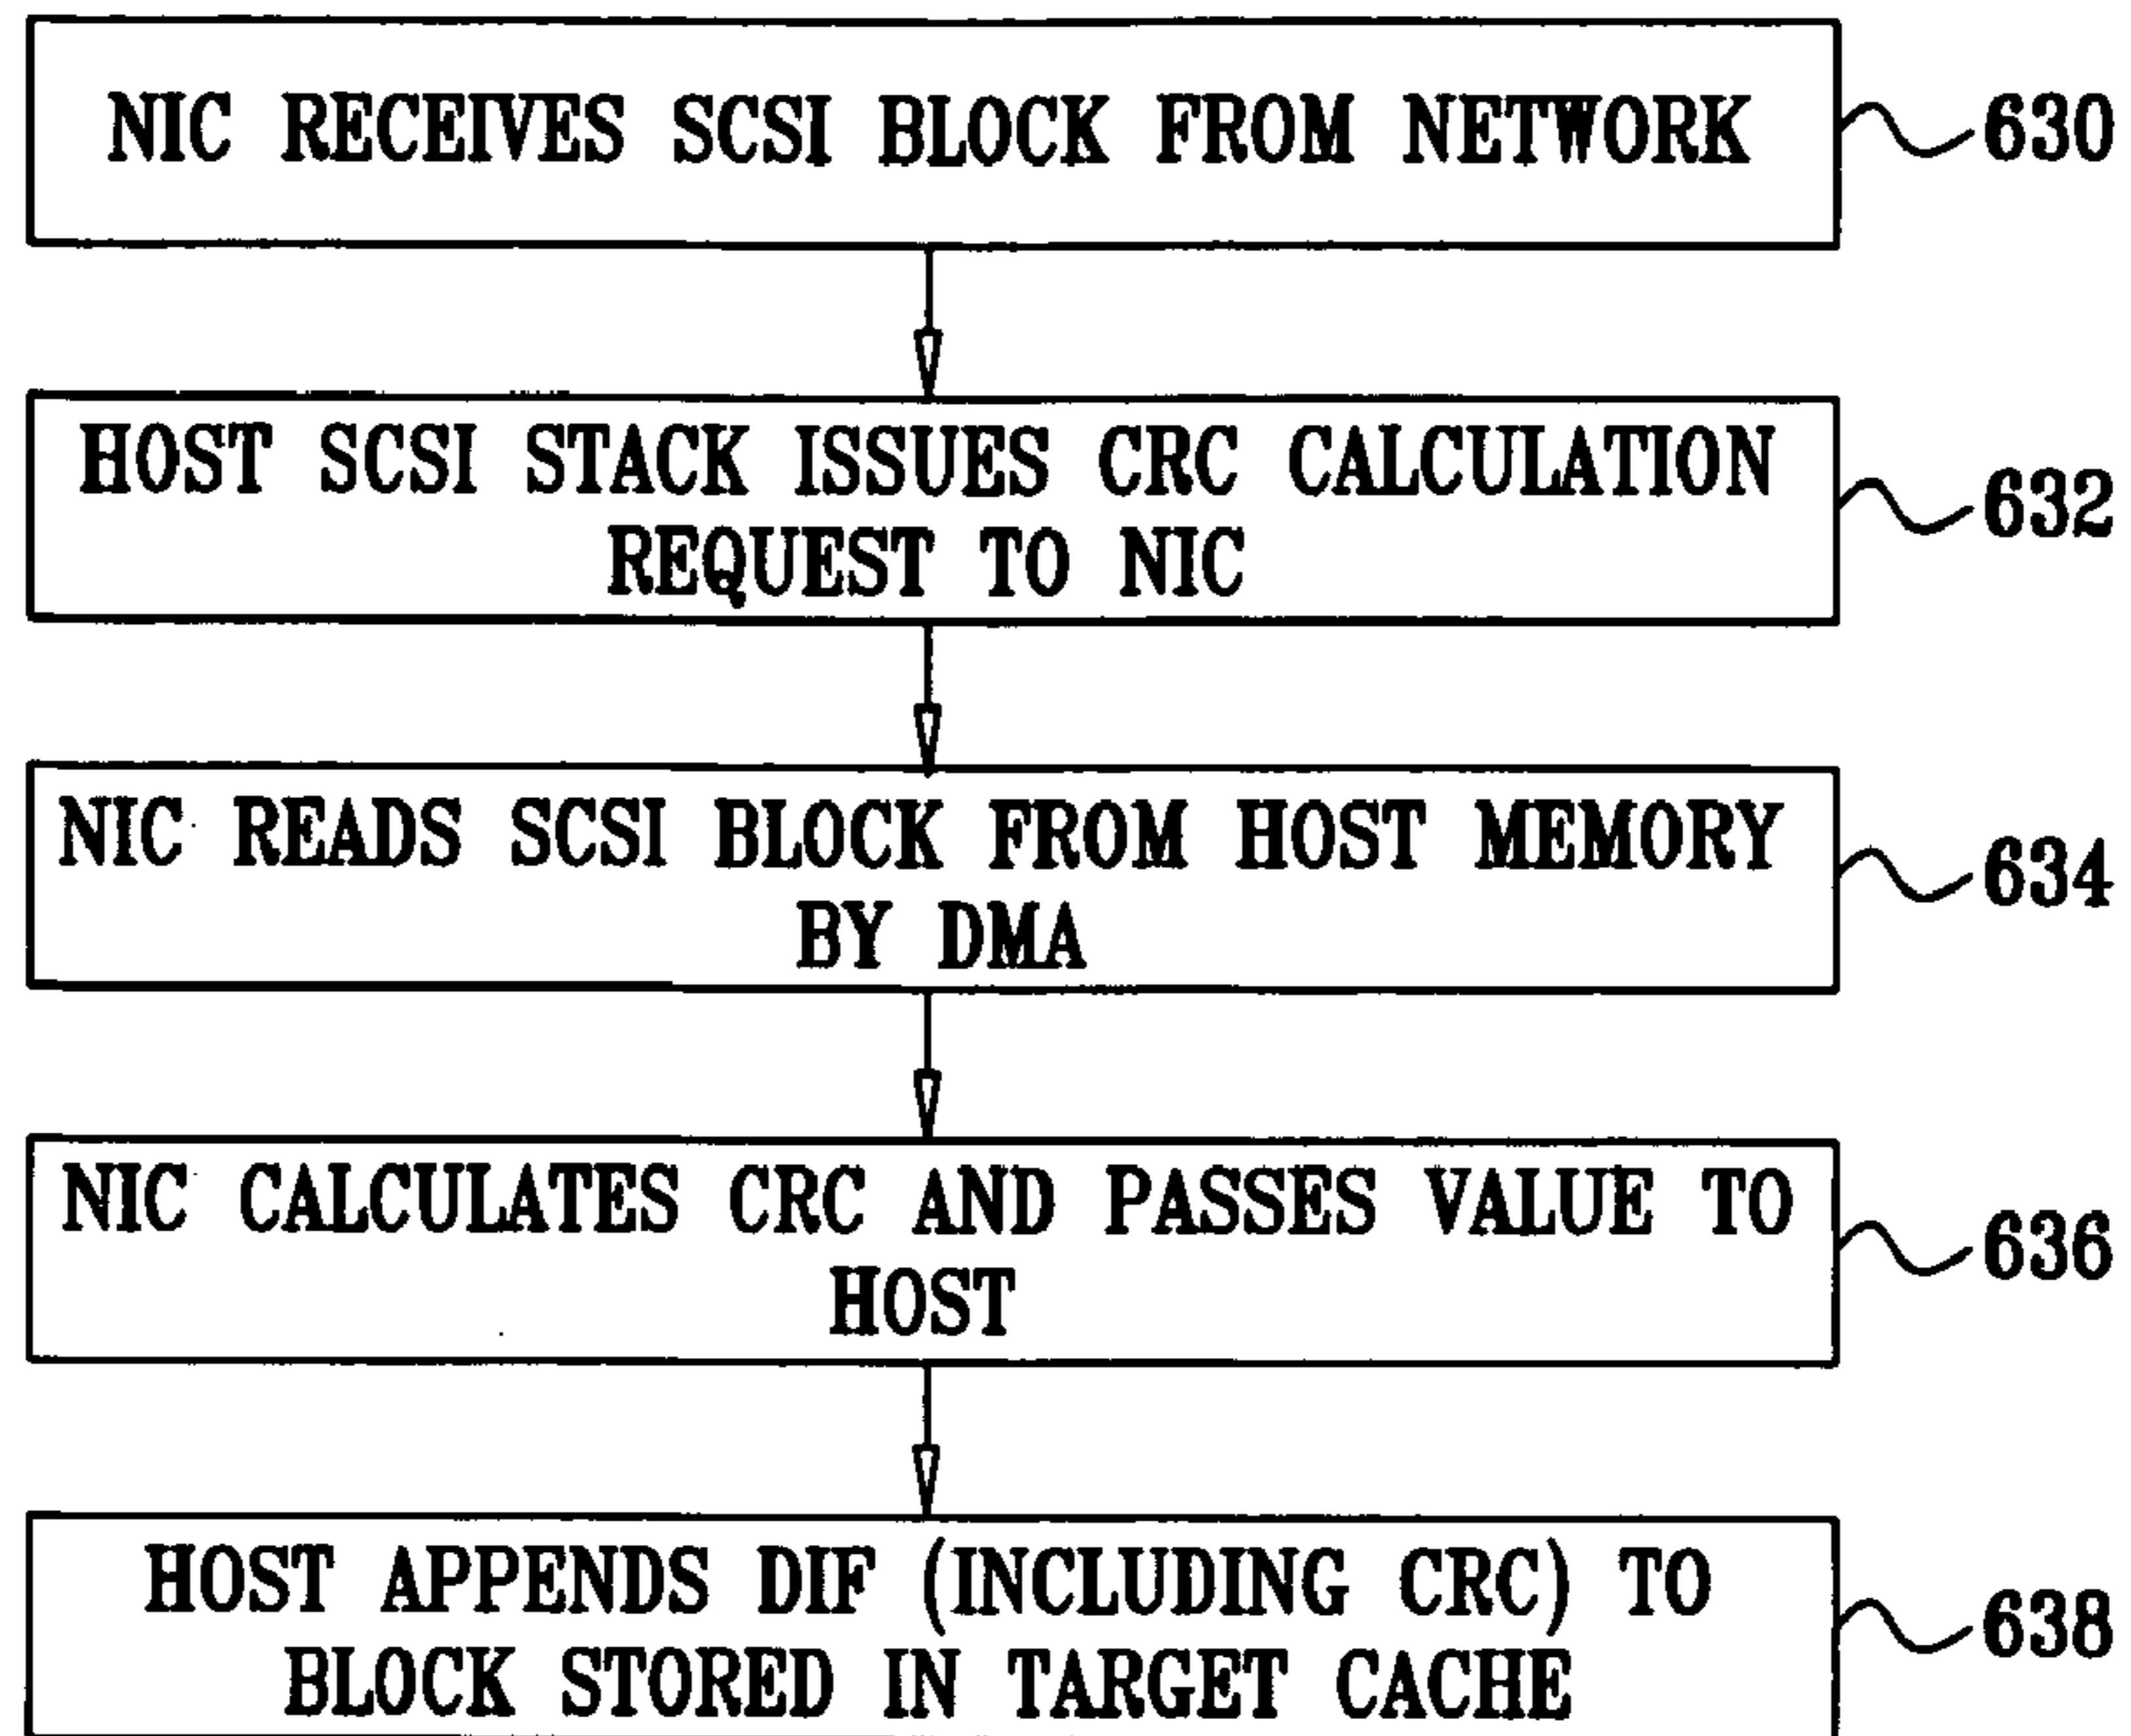 NIC RECEIVES SCSI BLOCK FROM NETWORK
630
HOST SCSI STACK ISSUES CRC CALCULATION
REQUEST TO NIC
632
NIC READS SCSI BLOCK FROM HOST MEMORY
BY DMA
634
NIC CALCULATES CRC AND PASSES VALUE TO
HOST
636
HOST APPENDS DIF (INCLUDING CRC) TO
BLOCK STORED IN TARGET CACHE
638